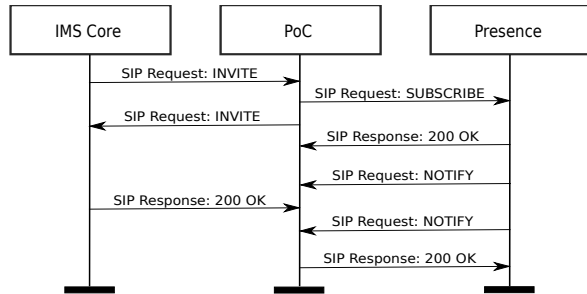 IMS Core
PoC
Presence
SIP Request: INVITE
SIP Request: SUBSCRIBE
SIP Request: INVITE
SIP Response: 200 OK
SIP Request: NOTIFY
SIP Response: 200 OK
SIP Request: NOTIFY
SIP Response: 200 OK